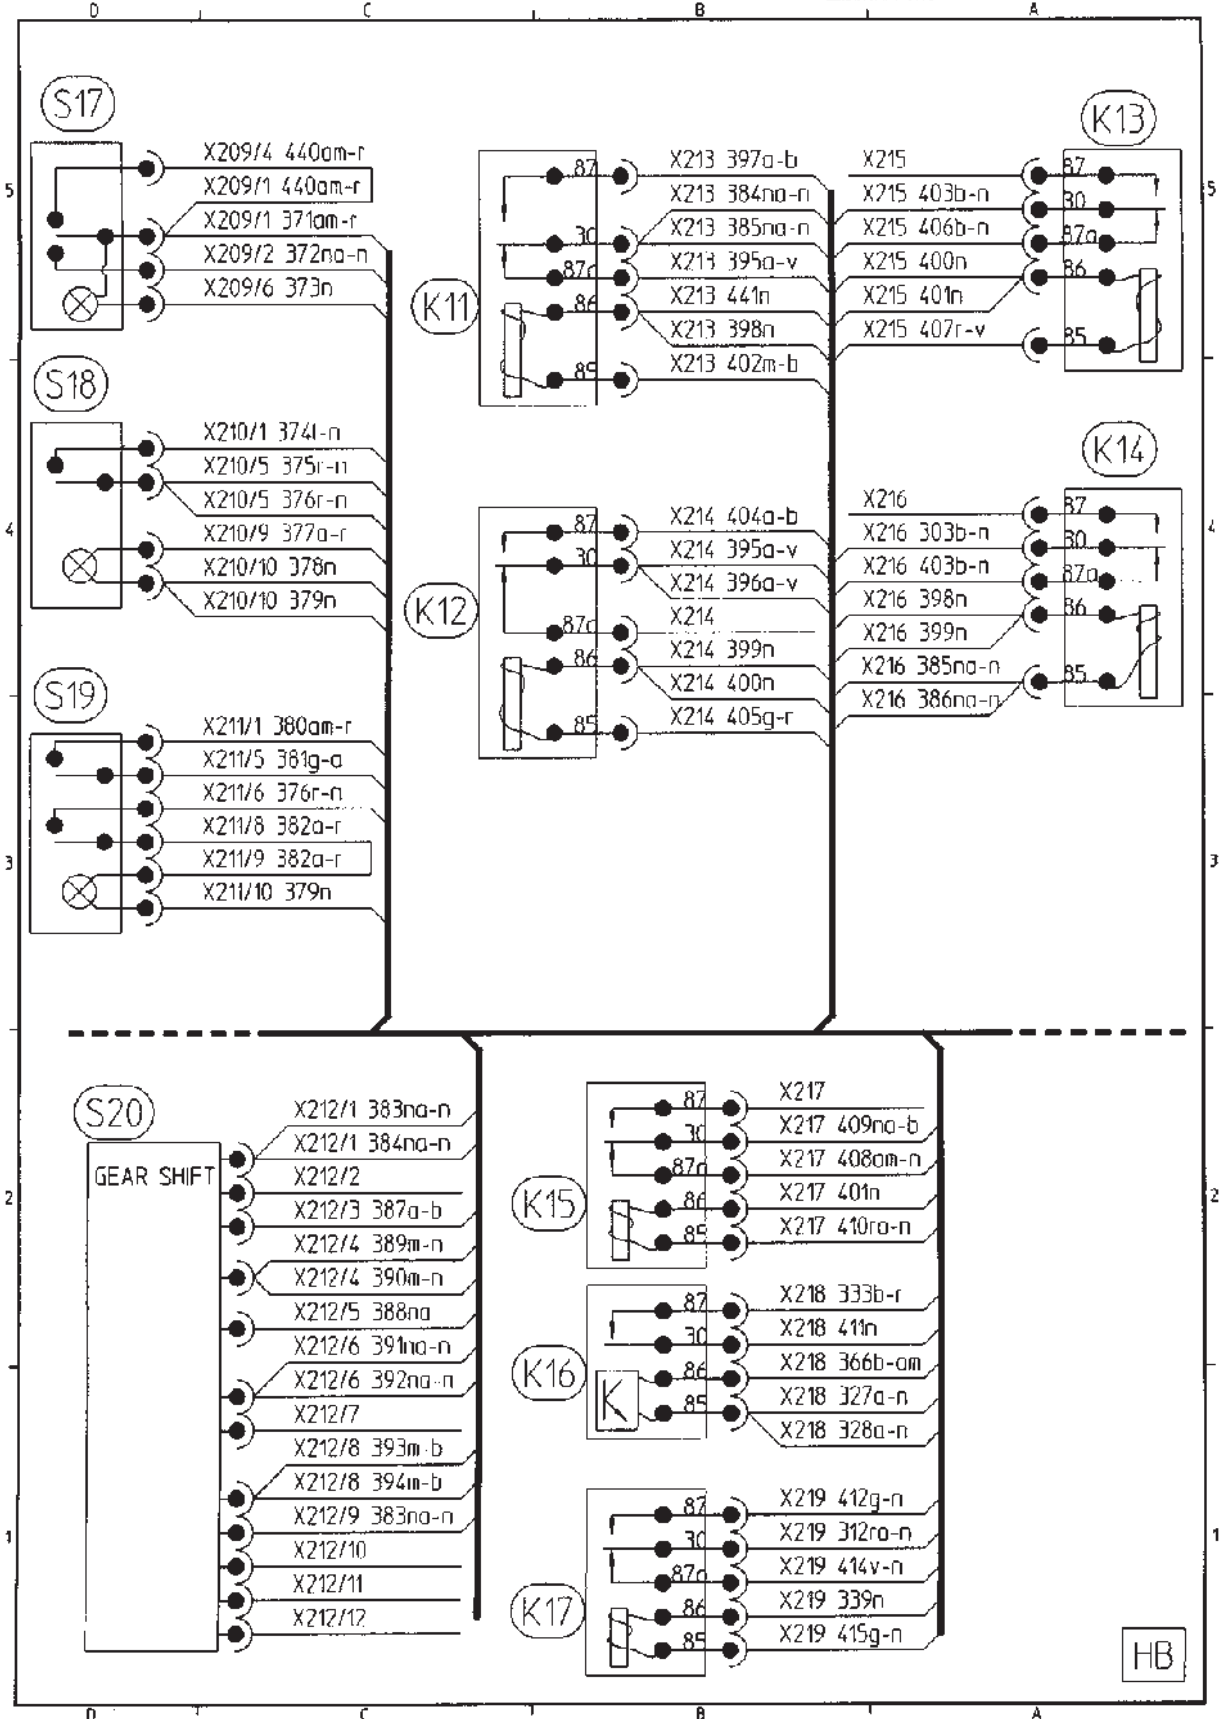 D C B A
S17
X209/4 440am-r
X209/1 440am-r
X209/1 371am-r
X209/2 372na-n
X209/6 373n
S18
X210/1 374l-n
X210/5 375r-n
X210/5 376r-n
X210/9 377a-r
X210/10 378n
X210/10 379n
S19
X211/1 380am-r
X211/5 381g-a
X211/6 376r-n
X211/8 382a-r
X211/9 382a-r
X211/10 379n
K11
87
30
87a
86
85
X213 397a-b
X213 384na-n
X213 385na-n
X213 395a-v
X213 441n
X213 398n
X213 402m-b
K12
87
30
87a
86
85
X214 404a-b
X214 395a-v
X214 396a-v
X214
X214 399n
X214 400n
X214 405g-r
K13
X215
X215 403b-n
X215 406b-n
X215 400n
X215 401n
X215 407r-v
87
30
87a
86
85
K14
X216
X216 303b-n
X216 403b-n
X216 398n
X216 399n
X216 385na-n
X216 386na-n
87
30
87a
86
85
S20
GEAR SHIFT
X212/1 383na-n
X212/1 384na-n
X212/2
X212/3 387a-b
X212/4 389m-n
X212/4 390m-n
X212/5 388na
X212/6 391na-n
X212/6 392na-n
X212/7
X212/8 393m-b
X212/8 394m-b
X212/9 383na-n
X212/10
X212/11
X212/12
K15
87
30
87a
86
85
X217
X217 409na-b
X217 408am-n
X217 401n
X217 410ra-n
K16
87
30
86
85
K
X218 333b-r
X218 411n
X218 366b-am
X218 327a-n
X218 328a-n
K17
87
30
87a
86
85
X219 412g-n
X219 312ra-n
X219 414v-n
X219 339n
X219 415g-n
HB
5 5
4 4
3 3
2 2
1 1
D C B A